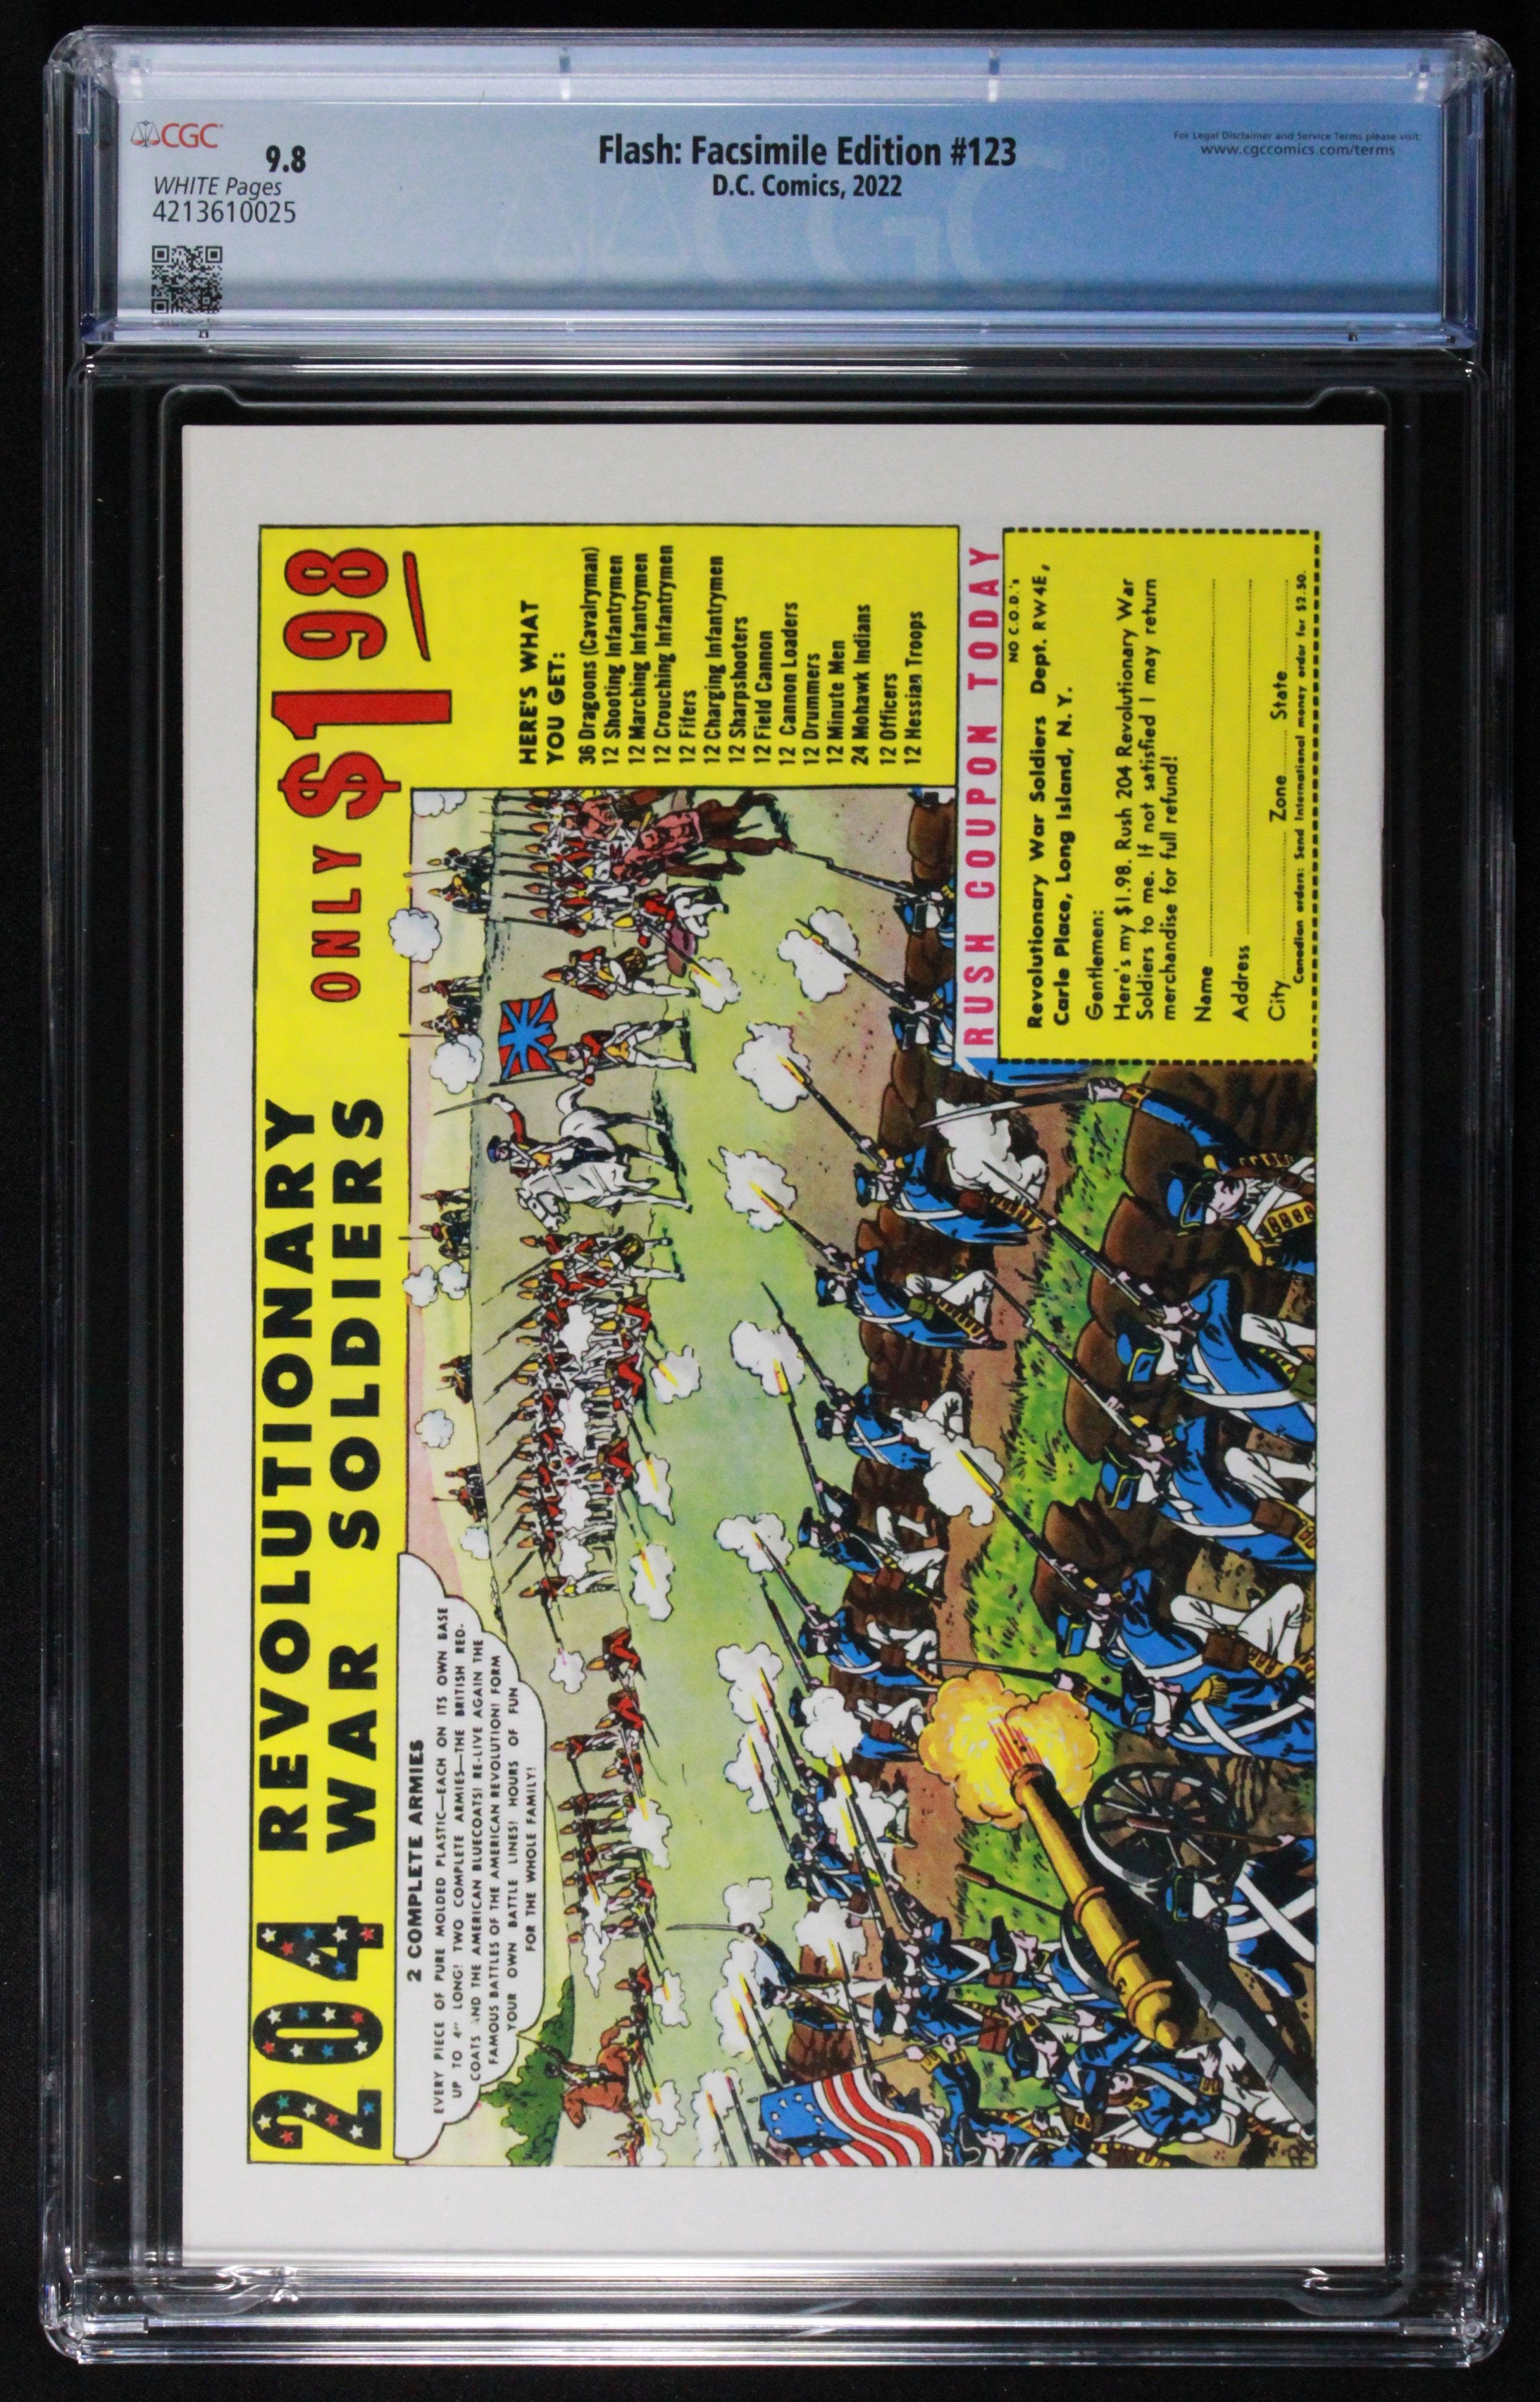 CGC
9.8
WHITE Pages
4213610025
Flash: Facsimile Edition #123
D.C. Comics, 2022
For Legal Disclaimer and Service Terms please visit:
www.cgccomics.com/terms
204 REVOLUTIONARY
WAR SOLDIERS
ONLY $1 98
2 COMPLETE ARMIES
EVERY PIECE OF PURE MOLDED PLASTIC—EACH ON ITS OWN BASE
UP TO 4" LONG! TWO COMPLETE ARMIES—THE BRITISH RED-
COATS AND THE AMERICAN BLUECOATS! RE-LIVE AGAIN THE
FAMOUS BATTLES OF THE AMERICAN REVOLUTION! FORM
YOUR OWN BATTLE LINES! HOURS OF FUN
FOR THE WHOLE FAMILY!
HERE'S WHAT
YOU GET:
36 Dragoons (Cavalryman)
12 Shooting Infantrymen
12 Marching Infantrymen
12 Crouching Infantrymen
12 Fifers
12 Charging Infantrymen
12 Sharpshooters
12 Field Cannon
12 Cannon Loaders
12 Drummers
12 Minute Men
24 Mohawk Indians
12 Officers
12 Hessian Troops
RUSH COUPON TODAY
NO C.O.D.'s
Revolutionary War Soldiers Dept. RW4E,
Carle Place, Long Island, N. Y.
Gentlemen:
Here's my $1.98. Rush 204 Revolutionary War
Soldiers to me. If not satisfied I may return
merchandise for full refund!
Name
Address
City Zone State
Canadian orders: Send International money order for $2.50.